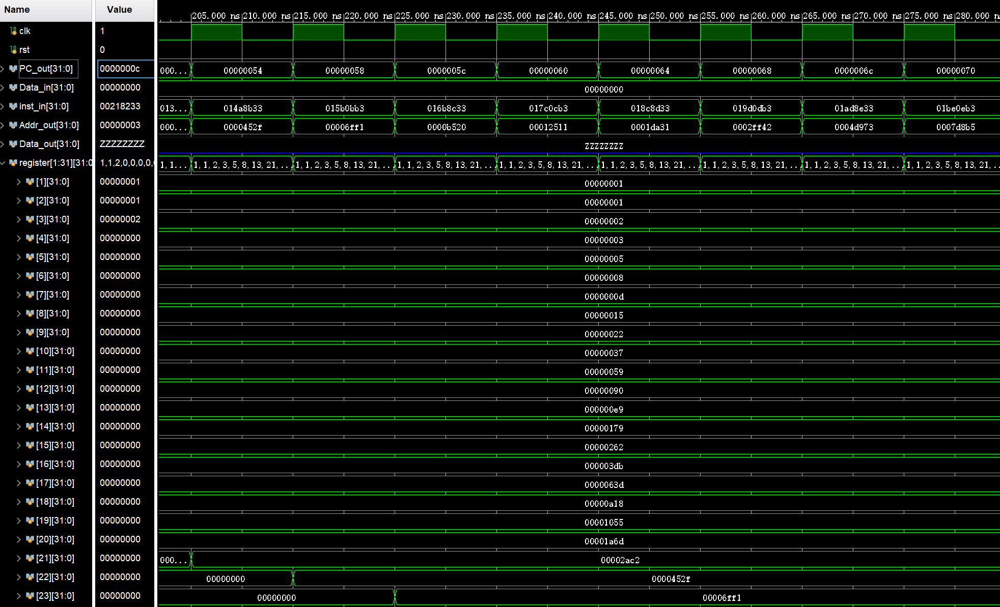 Name Value
205.000 ns 210.000 ns 215.000 ns 220.000 ns 225.000 ns 230.000 ns 235.000 ns 240.000 ns 245.000 ns 250.000 ns 255.000 ns 260.000 ns 265.000 ns 270.000 ns 275.000 ns 280.000 ns
clk 1
rst 0
PC_out[31:0] 0000000c 000... 00000054 00000058 0000005c 00000060 00000064 00000068 0000006c 00000070
Data_in[31:0] 00000000 00000000
inst_in[31:0] 00218233 013... 014a8b33 015b0bb3 016b8c33 017c0cb3 018c8d33 019d0db3 01ad8e33 01be0eb3
Addr_out[31:0] 00000003 000... 0000452f 00006ff1 0000b520 00012511 0001da31 0002ff42 0004d973 0007d8b5
Data_out[31:0] ZZZZZZZZ ZZZZZZZZ
register[1:31][31:0 1,1,2,0,0,0,0, 1,1... 1,1,2,3,5,8,13,21,... 1,1,2,3,5,8,13,21,... 1,1,2,3,5,8,13,21,... 1,1,2,3,5,8,13,21,... 1,1,2,3,5,8,13,21,... 1,1,2,3,5,8,13,21,... 1,1,2,3,5,8,13,21,... 1,1,2,3,5,8,13,21,..
[1][31:0] 00000001 00000001
[2][31:0] 00000001 00000001
[3][31:0] 00000002 00000002
[4][31:0] 00000000 00000003
[5][31:0] 00000000 00000005
[6][31:0] 00000000 00000008
[7][31:0] 00000000 0000000d
[8][31:0] 00000000 00000015
[9][31:0] 00000000 00000022
[10][31:0] 00000000 00000037
[11][31:0] 00000000 00000059
[12][31:0] 00000000 00000090
[13][31:0] 00000000 000000e9
[14][31:0] 00000000 00000179
[15][31:0] 00000000 00000262
[16][31:0] 00000000 000003db
[17][31:0] 00000000 0000063d
[18][31:0] 00000000 00000a18
[19][31:0] 00000000 00001055
[20][31:0] 00000000 00001a6d
[21][31:0] 00000000 000... 00002ac2
[22][31:0] 00000000 00000000 0000452f
[23][31:0] 00000000 00000000 00006ff1